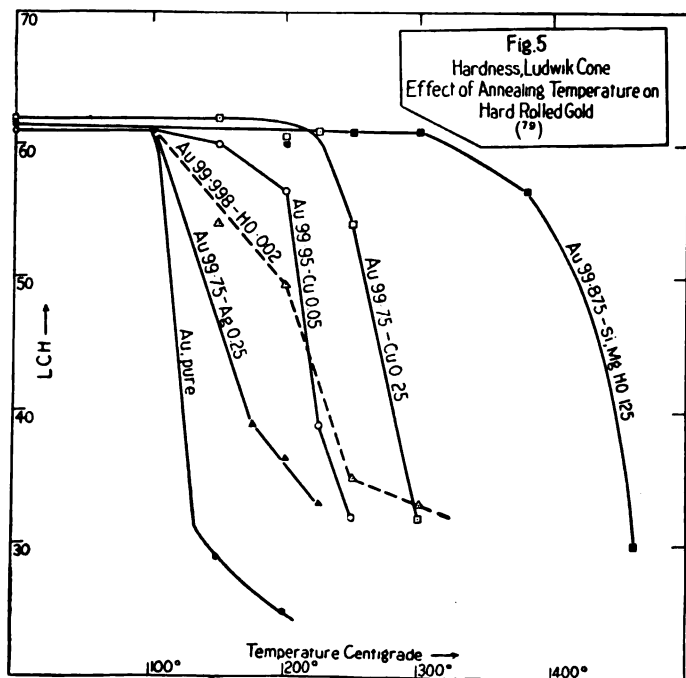 Fig.5
Hardness,Ludwik Cone
Effect of Annealing Temperature on
Hard Rolled Gold
(79)
70
60
50
40
30
LCH →
Au, pure
Au 99·75-Ag 0.25
Au 99·998-HO·002
Au 99·95-Cu 0.05
Au 99·75-Cu 0 25
Au 99·875-Si,Mg HO 125
Temperature Centigrade →
100°
200°
300°
400°